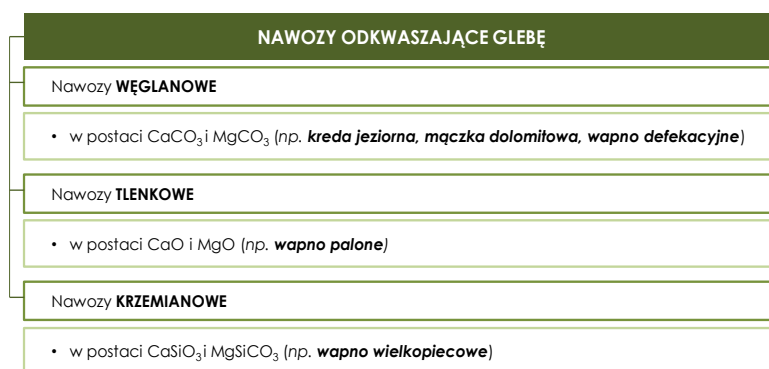 NAWOZY ODKWASZAJĄCE GLEBĘ
Nawozy WĘGLANOWE
• w postaci CaCO₃ i MgCO₃ (np. kreda jeziorna, mączka dolomitowa, wapno defekacyjne)
Nawozy TLENKOWE
• w postaci CaO i MgO (np. wapno palone)
Nawozy KRZEMIANOWE
• w postaci CaSiO₃ i MgSiCO₃ (np. wapno wielkopiecowe)